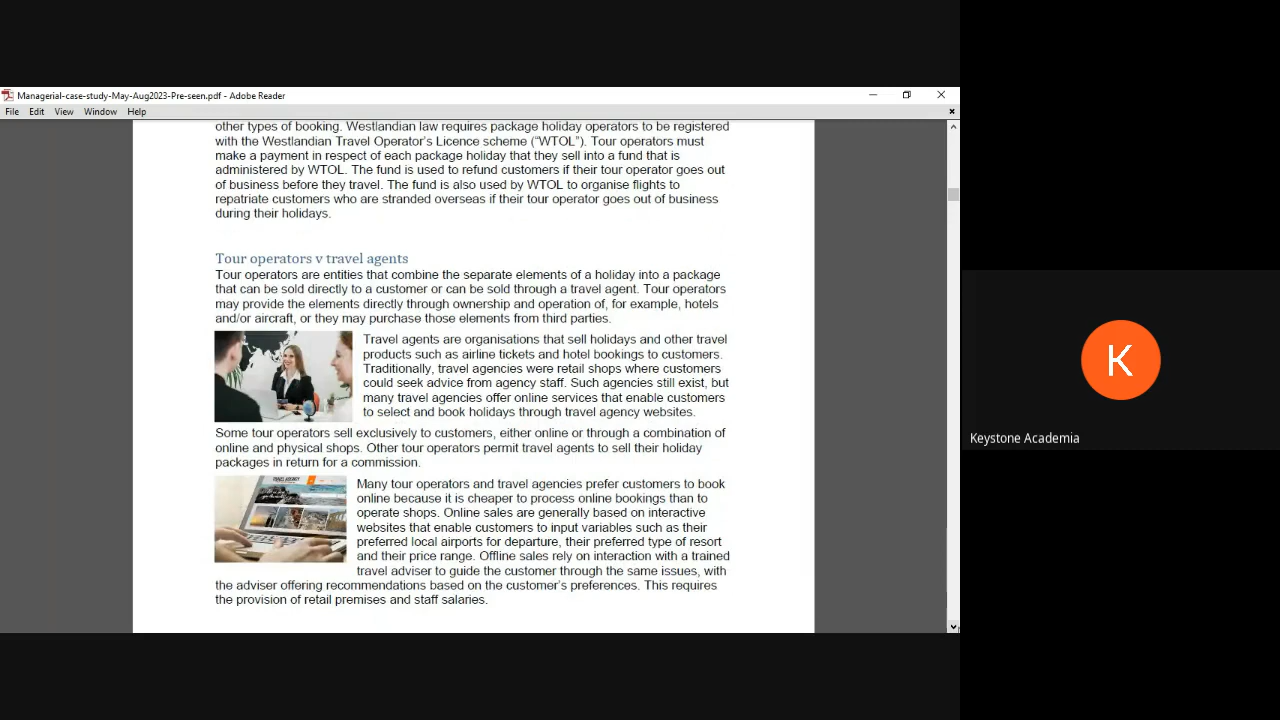 Managerial-case-study-May-Aug2023-Pre-seen.pdf - Adobe Reader
File Edit View Window Help
other types of booking. Westlandian law requires package holiday operators to be registered
with the Westlandian Travel Operator's Licence scheme ("WTOL"). Tour operators must
make a payment in respect of each package holiday that they sell into a fund that is
administered by WTOL. The fund is used to refund customers if their tour operator goes out
of business before they travel. The fund is also used by WTOL to organise flights to
repatriate customers who are stranded overseas if their tour operator goes out of business
during their holidays.
Tour operators v travel agents
Tour operators are entities that combine the separate elements of a holiday into a package
that can be sold directly to a customer or can be sold through a travel agent. Tour operators
may provide the elements directly through ownership and operation of, for example, hotels
and/or aircraft, or they may purchase those elements from third parties.
Travel agents are organisations that sell holidays and other travel
products such as airline tickets and hotel bookings to customers.
Traditionally, travel agencies were retail shops where customers
could seek advice from agency staff. Such agencies still exist, but
many travel agencies offer online services that enable customers
to select and book holidays through travel agency websites.
Some tour operators sell exclusively to customers, either online or through a combination of
online and physical shops. Other tour operators permit travel agents to sell their holiday
packages in return for a commission.
Many tour operators and travel agencies prefer customers to book
online because it is cheaper to process online bookings than to
operate shops. Online sales are generally based on interactive
websites that enable customers to input variables such as their
preferred local airports for departure, their preferred type of resort
and their price range. Offline sales rely on interaction with a trained
travel adviser to guide the customer through the same issues, with
the adviser offering recommendations based on the customer's preferences. This requires
the provision of retail premises and staff salaries.
K
Keystone Academia